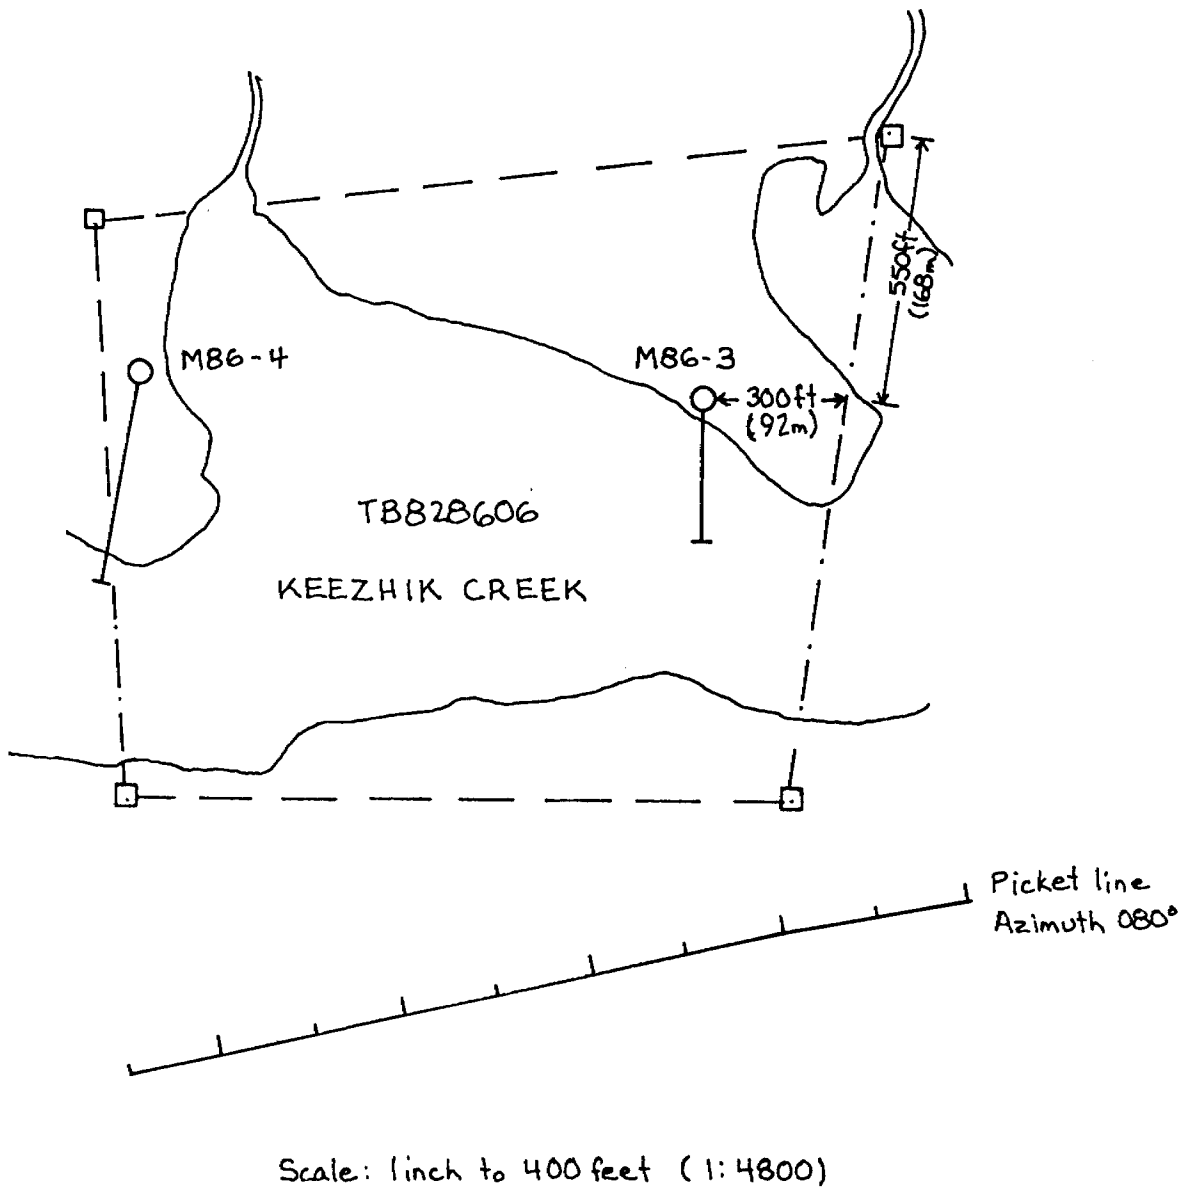 550ft
(168m)
M86-4
M86-3
300ft
(92m)
TB828606
KEEZHIK CREEK
Picket line
Azimuth 080°
Scale: 1inch to 400 feet (1:4800)